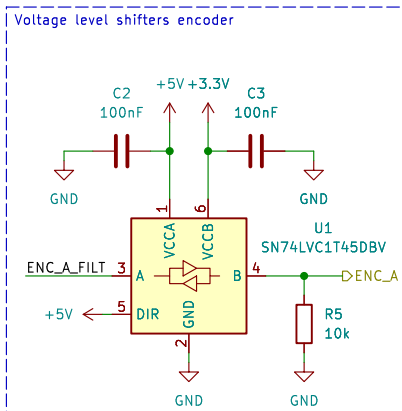 Voltage level shifters encoder
C2
100nF
+5V
+3.3V
C3
100nF
GND
GND
1
6
VCCA
VCCB
U1
SN74LVC1T45DBV
ENC_A_FILT
3
A
B
4
ENC_A
+5V
5
DIR
GND
2
R5
10k
GND
GND